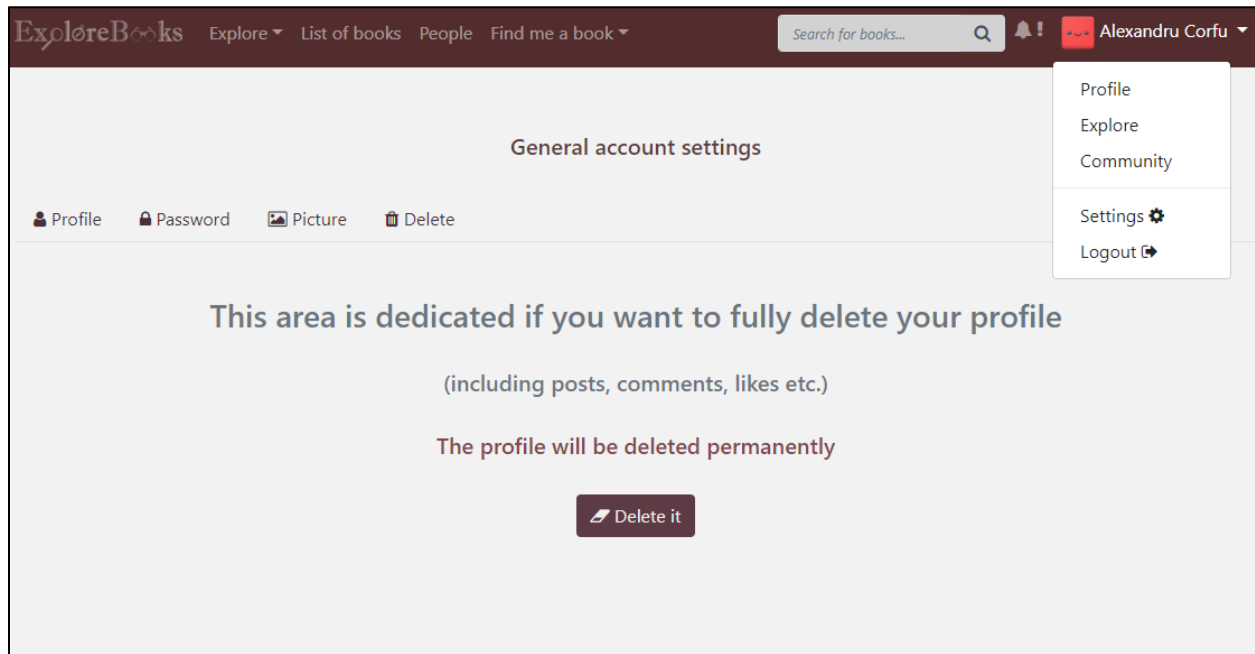 ExploreBooks Explore List of books People Find me a book Search for books... ! Alexandru Corfu
Profile
Explore
Community
Settings
Logout
General account settings
Profile Password Picture Delete
This area is dedicated if you want to fully delete your profile
(including posts, comments, likes etc.)
The profile will be deleted permanently
Delete it